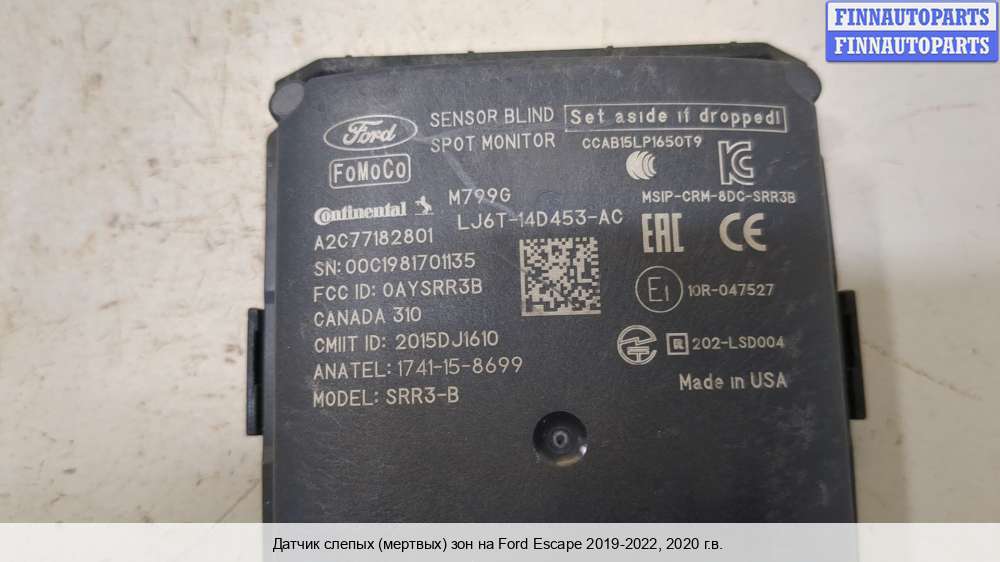 FINNAUTOPARTS
FINNAUTOPARTS
Ford
SENSOR BLIND
SPOT MONITOR
Set aside if dropped!
CCAB15LP1650T9
FoMoCo
MSIP-CRM-8DC-SRR3B
Continental
M799G
LJ6T-14D453-AC
A2C77182801
SN: 00C1981701135
FCC ID: OAYSRR3B
CANADA 310
CMIIT ID: 2015DJ1610
ANATEL: 1741-15-8699
MODEL: SRR3-B
EAC CE
E1 10R-047527
R 202-LSD004
Made in USA
Датчик слепых (мертвых) зон на Ford Escape 2019-2022, 2020 г.в.